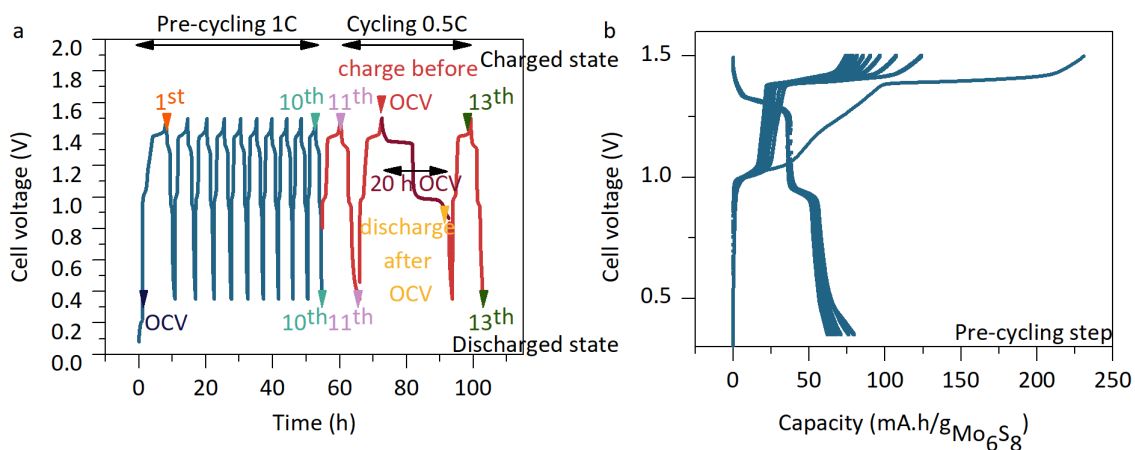 a
Pre-cycling 1C
Cycling 0.5C
b
Cell voltage (V)
2.0
1.8
1.6
1.4
1.2
1.0
0.8
0.6
0.4
0.2
0.0
Charged state
charge before
OCV
1st
10th
11th
13th
20 h OCV
discharge
after
OCV
OCV
10th
11th
13th
Discharged state
0
20
40
60
80
100
Time (h)
Cell voltage (V)
1.5
1.0
0.5
Pre-cycling step
0
50
100
150
200
250
Capacity (mA.h/gMo6S8)